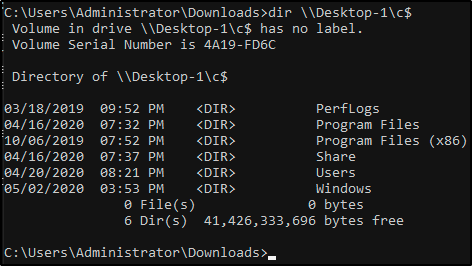 C:\Users\Administrator\Downloads>dir \\Desktop-1\c$
Volume in drive \\Desktop-1\c$ has no label.
Volume Serial Number is 4A19-FD6C
Directory of \\Desktop-1\c$
03/18/2019  09:52 PM    <DIR>          PerfLogs
04/16/2020  07:32 PM    <DIR>          Program Files
10/06/2019  07:52 PM    <DIR>          Program Files (x86)
04/16/2020  07:37 PM    <DIR>          Share
04/20/2020  08:21 PM    <DIR>          Users
05/02/2020  03:53 PM    <DIR>          Windows
0 File(s)              0 bytes
6 Dir(s)  41,426,333,696 bytes free
C:\Users\Administrator\Downloads>